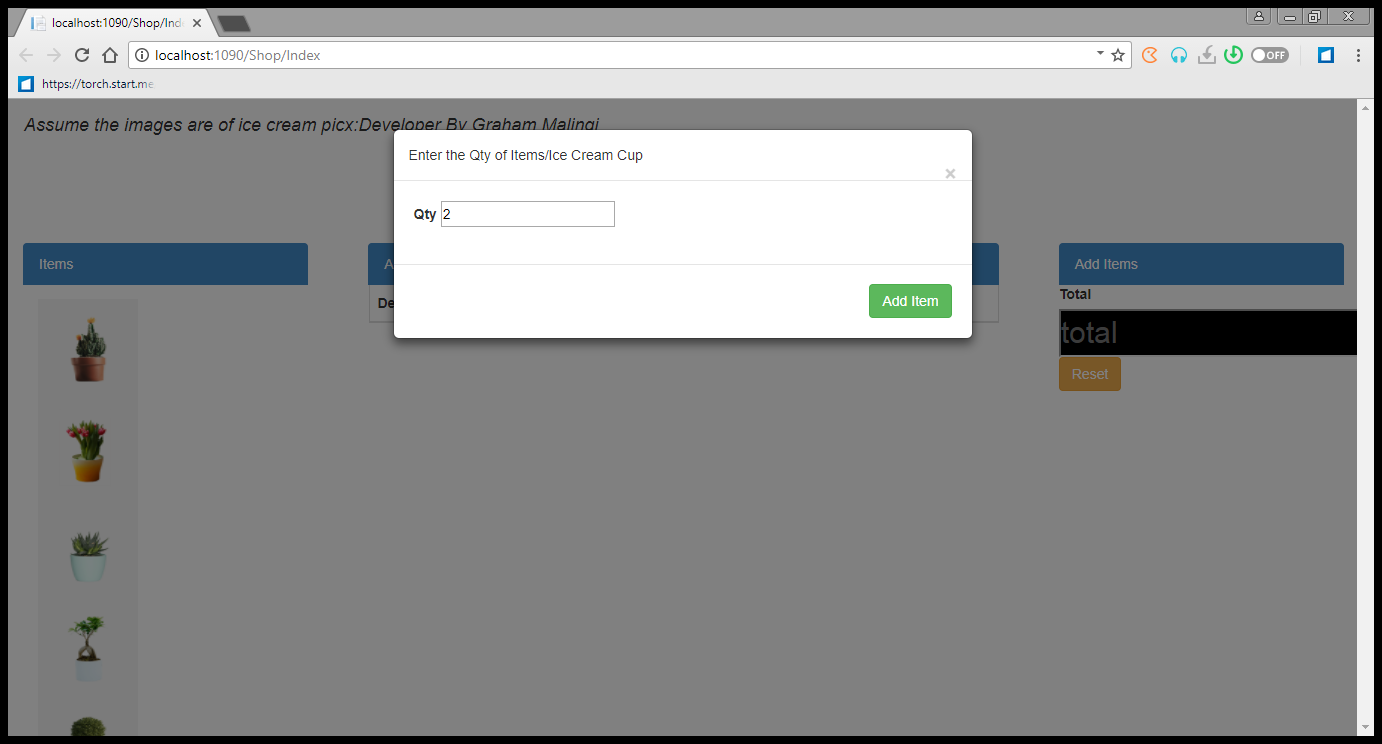 localhost:1090/Shop/Ind
localhost:1090/Shop/Index
OFF
https://torch.start.me
Assume the images are of ice cream picx:Developer By Graham Malingi
Enter the Qty of Items/Ice Cream Cup
×
Qty 2
Add Item
Items
A
De
Add Items
Total
total
Reset